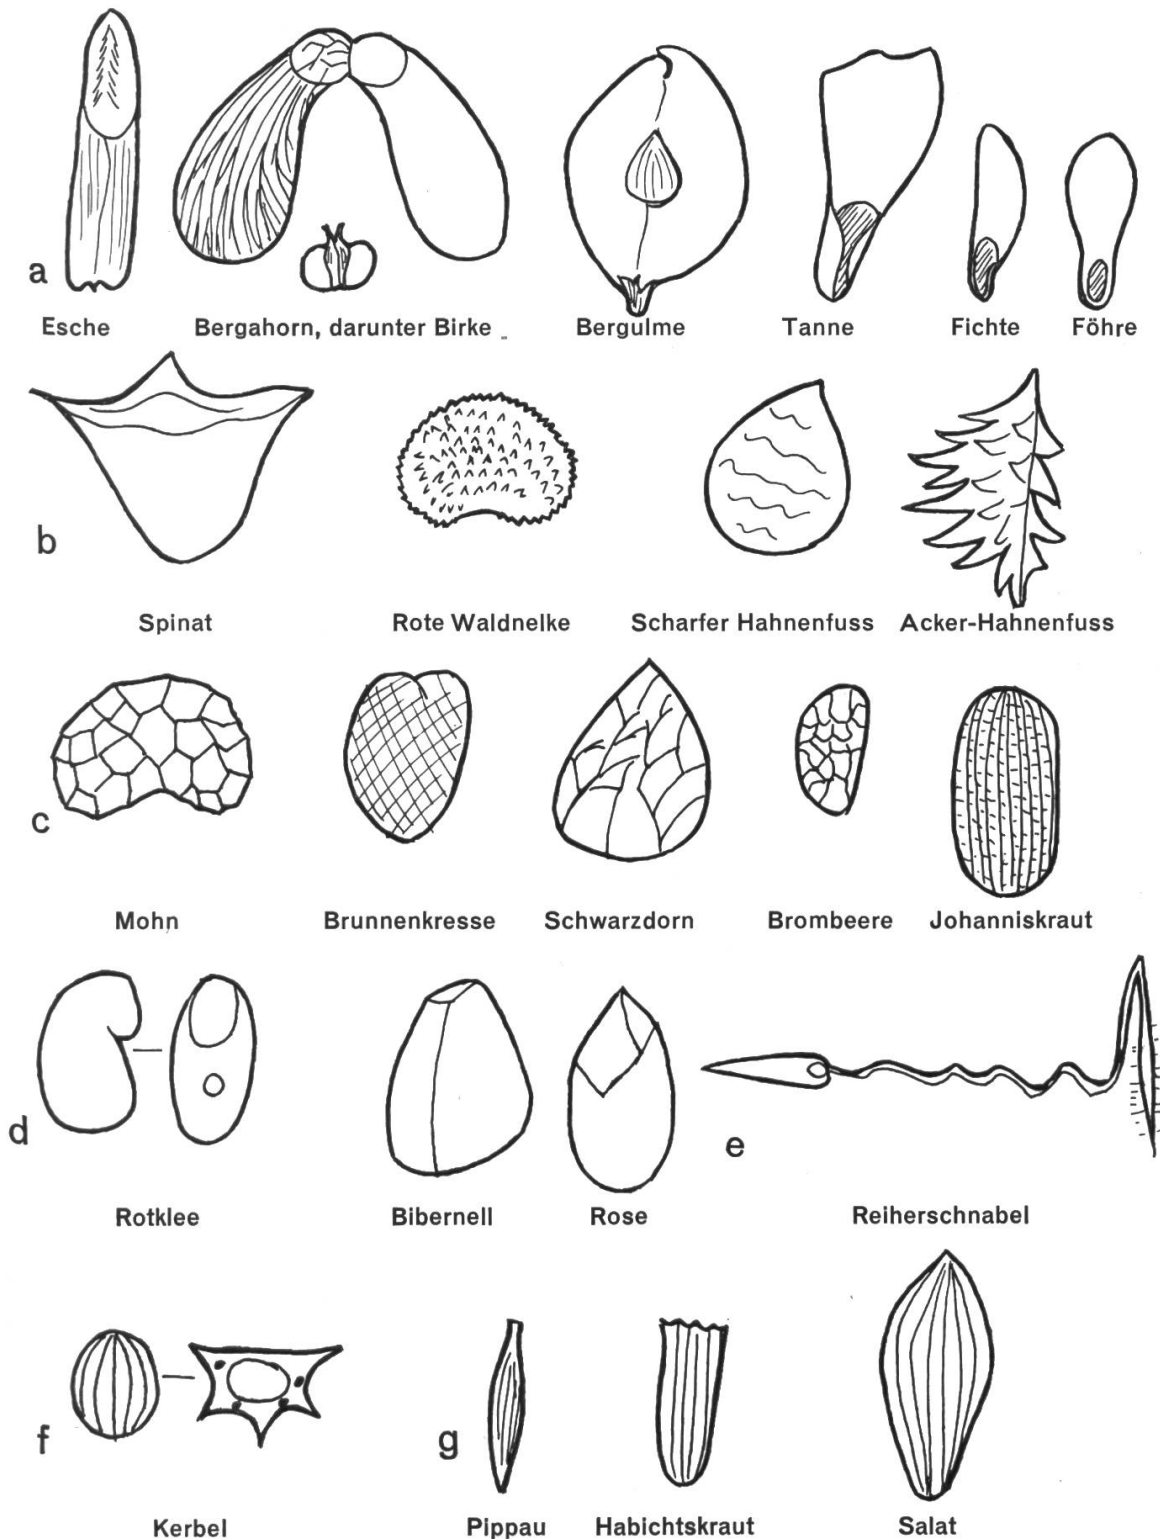 a
Esche Bergahorn, darunter Birke Bergulme Tanne Fichte Föhre
b
Spinat Rote Waldnelke Scharfer Hahnenfuss Acker-Hahnenfuss
c
Mohn Brunnenkresse Schwarzdorn Brombeere Johanniskraut
d e
Rotklee Bibernell Rose Reiherschnabel
f g
Kerbel Pippau Habichtskraut Salat